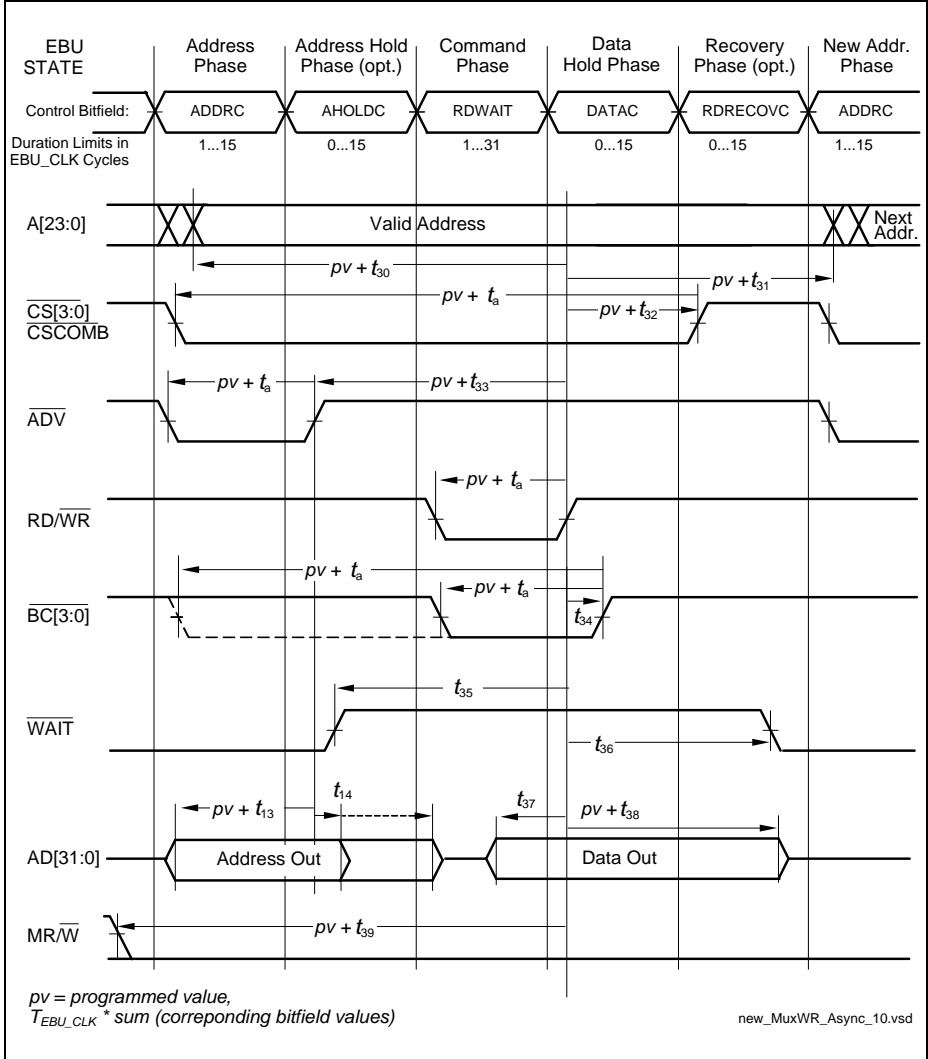 EBU STATE
Address Phase
Address Hold Phase (opt.)
Command Phase
Data Hold Phase
Recovery Phase (opt.)
New Addr. Phase
Control Bitfield: ADDRC AHOLDC RDWAIT DATAC RDRECOVC ADDRC
Duration Limits in EBU_CLK Cycles
1...15 0...15 1...31 0...15 0...15 1...15
A[23:0] Valid Address Next Addr.
pv + t30
pv + t31
pv + ta
CS[3:0]
CSCOMB
pv + t32
pv + ta
pv + t33
ADV
pv + ta
RD/WR
pv + ta
pv + ta
BC[3:0]
t34
t35
WAIT
t36
t14
pv + t13
t37
pv + t38
AD[31:0] Address Out Data Out
MR/W
pv + t39
pv = programmed value,
TEBU_CLK * sum (correponding bitfield values)
new_MuxWR_Async_10.vsd